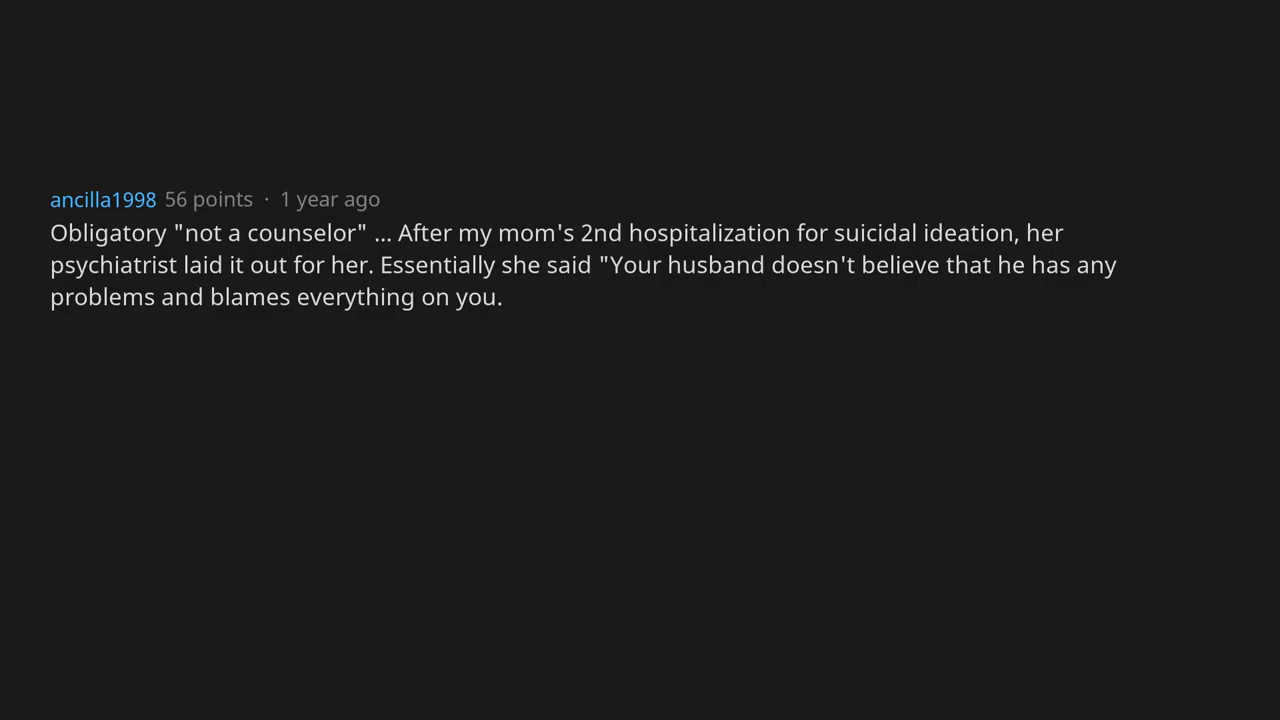 ancilla1998 56 points · 1 year ago
Obligatory "not a counselor" ... After my mom's 2nd hospitalization for suicidal ideation, her
psychiatrist laid it out for her. Essentially she said "Your husband doesn't believe that he has any
problems and blames everything on you.